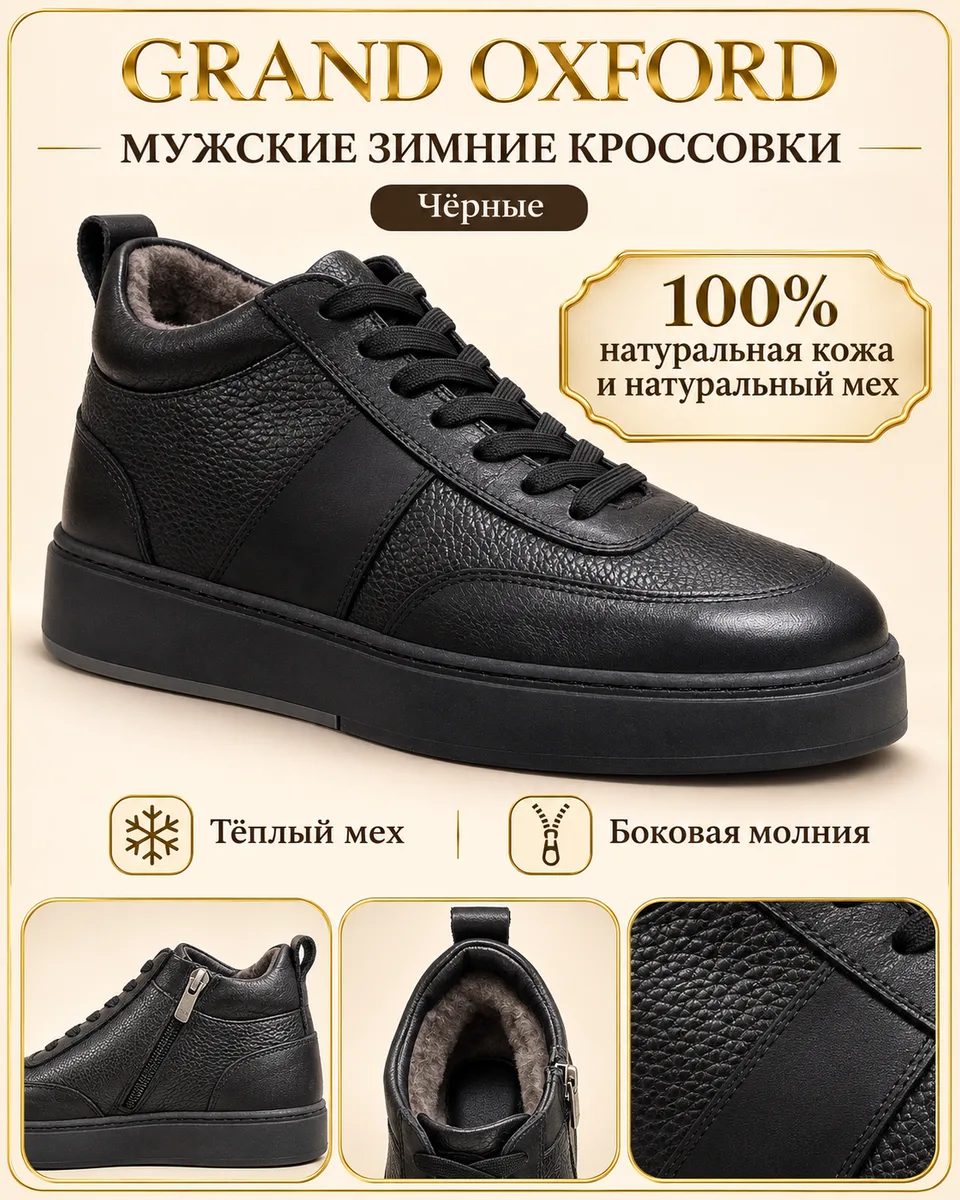 GRAND OXFORD
МУЖСКИЕ ЗИМНИЕ КРОССОВКИ
Чёрные
100%
натуральная кожа
и натуральный мех
Тёплый мех
Боковая молния